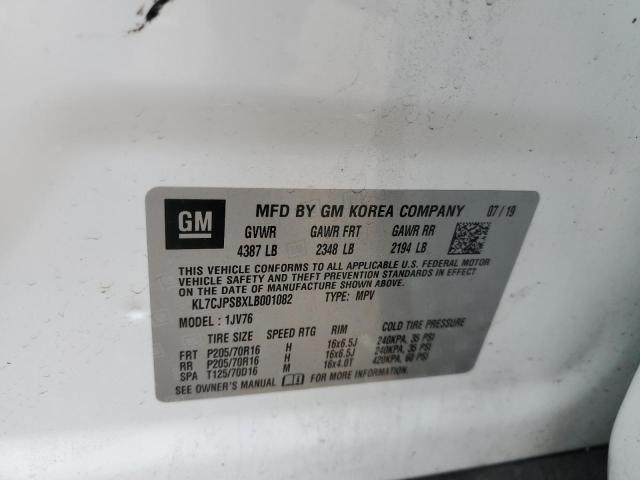 GM
MFD BY GM KOREA COMPANY 07/19
GVWR GAWR FRT GAWR RR
4387 LB 2348 LB 2194 LB
THIS VEHICLE CONFORMS TO ALL APPLICABLE U.S. FEDERAL MOTOR
VEHICLE SAFETY AND THEFT PREVENTION STANDARDS IN EFFECT
ON THE DATE OF MANUFACTURE SHOWN ABOVE.
KL7CJPSBXLB001082 TYPE: MPV
MODEL: 1JV76
TIRE SIZE SPEED RTG RIM COLD TIRE PRESSURE
FRT P205/70R16 H 16x6.5J 240KPA, 35 PSI
RR P205/70R16 H 16x6.5J 240KPA, 35 PSI
SPA T125/70D16 M 16x4.0T 420KPA, 60 PSI
SEE OWNER'S MANUAL FOR MORE INFORMATION